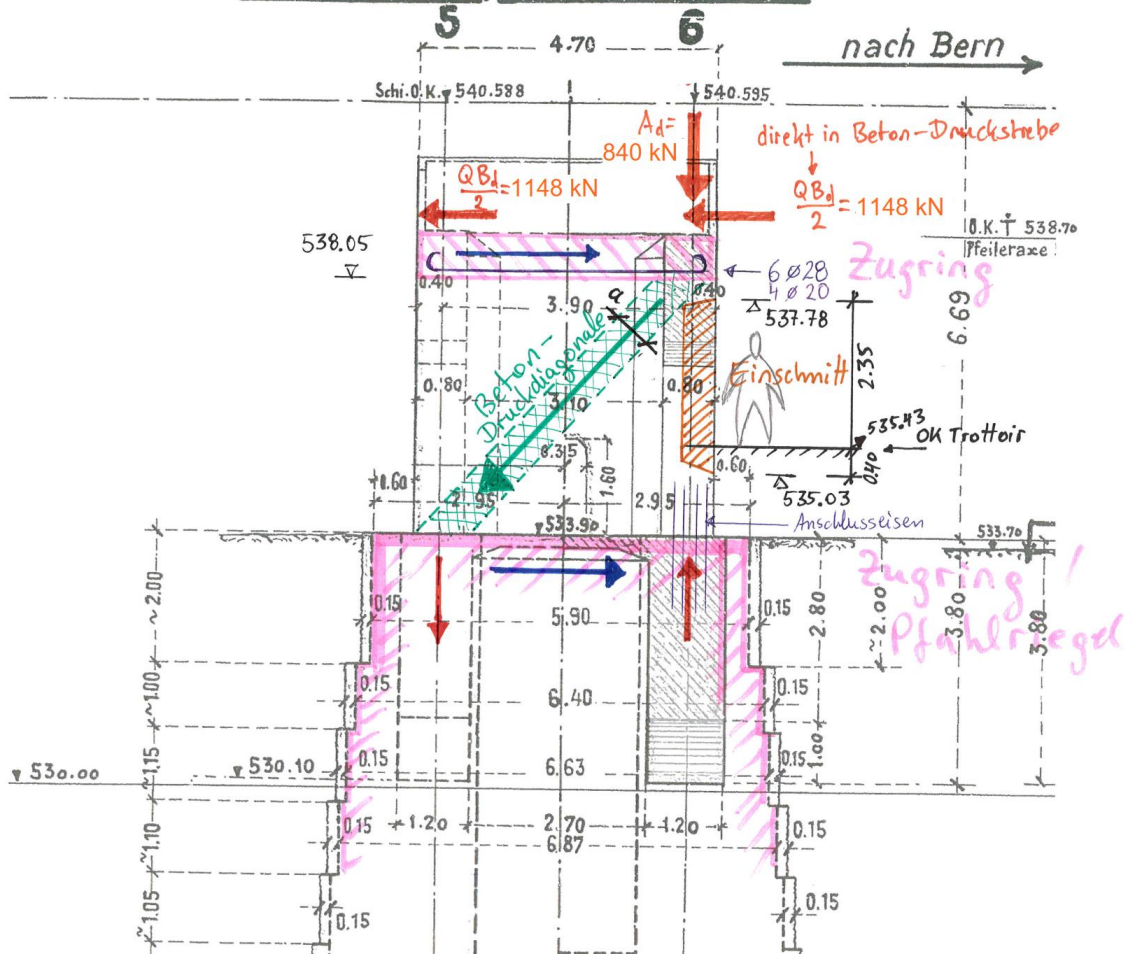 5 6
4.70
nach Bern
Schi.O.K. 540.588
540.595
Ad=
840 kN
direkt in Beton-Druckstrebe
QBd/2 =1148 kN
QBd/2 = 1148 kN
O.K.T 538.70
Pfeileraxe
538.05
6 ø 28
4 ø 20
Zugring
0.40
3.90
0.40
a
537.78
6.69
Beton-
Druckdiagonale
Einschnitt
2.35
0.80
3.10
0.80
535.43
OK Trottoir
0.35
1.60
0.60
0.60
0.40
2.95
2.95
535.03
Anschlusseisen
533.90
533.70
~2.00
Zugring /
Pfahlriegel
0.15
5.90
0.15
2.80
~2.00
3.80
3.80
~1.00
0.15
6.40
0.15
530.00
530.10
~1.15
0.15
6.63
0.15
1.00
~1.10
0.15
1.20
2.70
1.20
0.15
6.87
~1.05
0.15
0.15